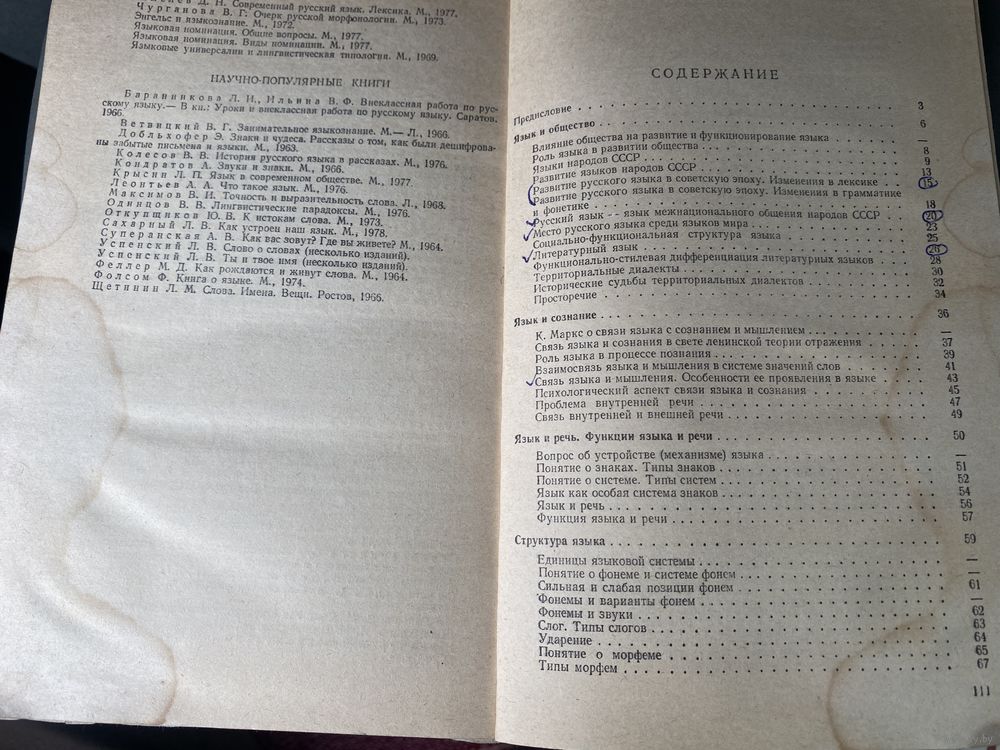 Д. Н. Современный русский язык. Лексика. М., 1977.
Чурганова В. Г. Очерк русской морфонологии. М., 1973.
Энгельс и языкознание. М., 1972.
Языковая номинация. Общие вопросы. М., 1977.
Языковая номинация. Виды номинации. М., 1977.
Языковые универсалии и лингвистическая типология. М., 1969.
НАУЧНО-ПОПУЛЯРНЫЕ КНИГИ
Баранникова Л. И., Ильина В. Ф. Внеклассная работа по рус-
скому языку.— В кн.: Уроки и внеклассная работа по русскому языку. Саратов.
1966.
Ветвицкий В. Г. Занимательное языкознание. М.— Л., 1966.
Добльхофер Э. Знаки и чудеса. Рассказы о том, как были дешифрова-
ны забытые письмена и языки. М., 1963.
Колесов В. В. История русского языка в рассказах. М., 1976.
Кондратов А. Звуки и знаки. М., 1966.
Крысин Л. П. Язык в современном обществе. М., 1977.
Леонтьев А. А. Что такое язык. М., 1976.
Максимов В. И. Точность и выразительность слова. Л., 1968.
Одинцов В. В. Лингвистические парадоксы. М., 1976.
Откупщиков Ю. В. К истокам слова. М., 1973.
Сахарный Л. В. Как устроен наш язык. М., 1978.
Суперанская А. В. Как вас зовут? Где вы живете? М., 1964.
Успенский Л. В. Слово о словах (несколько изданий).
Успенский Л. В. Ты и твое имя (несколько изданий).
Феллер М. Д. Как рождаются и живут слова. М., 1964.
Фолсом Ф. Книга о языке. М., 1974.
Щетинин Л. М. Слова. Имена. Вещи. Ростов, 1966.
СОДЕРЖАНИЕ
Предисловие 3
Язык и общество 6
Влияние общества на развитие и функционирование языка —
Роль языка в развитии общества 8
Языки народов СССР 9
Развитие языков народов СССР 13
Развитие русского языка в советскую эпоху. Изменения в лексике 15
Развитие русского языка в советскую эпоху. Изменения в грамматике
и фонетике 18
Русский язык -- язык межнационального общения народов СССР 20
Место русского языка среди языков мира 23
Социально-функциональная структура языка 25
Литературный язык 26
Функционально-стилевая дифференциация литературных языков 28
Территориальные диалекты 30
Исторические судьбы территориальных диалектов 32
Просторечие 34
Язык и сознание 36
К. Маркс о связи языка с сознанием и мышлением —
Связь языка и сознания в свете ленинской теории отражения 37
Роль языка в процессе познания 39
Взаимосвязь языка и мышления в системе значений слов 41
Связь языка и мышления. Особенности ее проявления в языке 43
Психологический аспект связи языка и сознания 45
Проблема внутренней речи 47
Связь внутренней и внешней речи 49
Язык и речь. Функции языка и речи 50
Вопрос об устройстве (механизме) языка —
Понятие о знаках. Типы знаков 51
Понятие о системе. Типы систем 52
Язык как особая система знаков 54
Язык и речь 56
Функция языка и речи 57
Структура языка 59
Единицы языковой системы —
Понятие о фонеме и системе фонем —
Сильная и слабая позиции фонем 61
Фонемы и варианты фонем —
Фонемы и звуки 62
Слог. Типы слогов 63
Ударение 64
Понятие о морфеме 65
Типы морфем 67
111